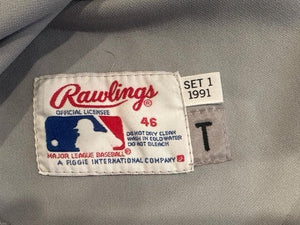 Rawlings®
OFFICIAL LICENSEE
46
DO NOT DRY CLEAN
WASH IN COLD WATER
DO NOT BLEACH
MAJOR LEAGUE BASEBALL®
A FIGGIE INTERNATIONAL COMPANY
SET 1
1991
T